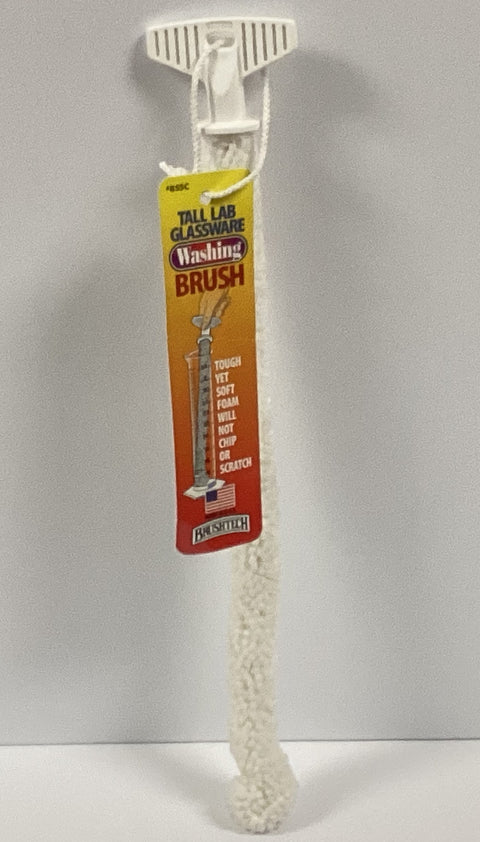 #B55C
TALL LAB
GLASSWARE
Washing
BRUSH
TOUGH
YET
SOFT
FOAM
WILL
NOT
CHIP
OR
SCRATCH
BRUSHTECH